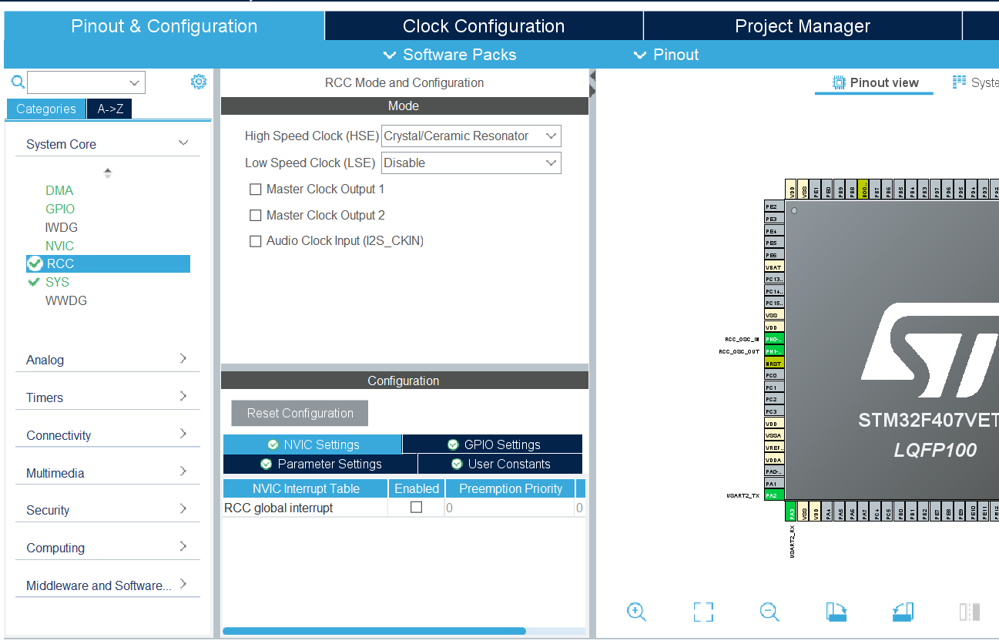 Pinout & Configuration
Clock Configuration
Project Manager
Software Packs
Pinout
RCC Mode and Configuration
Pinout view
Syste
Categories
A->Z
Mode
System Core
High Speed Clock (HSE)
Crystal/Ceramic Resonator
Low Speed Clock (LSE)
Disable
Master Clock Output 1
Master Clock Output 2
Audio Clock Input (I2S_CKIN)
DMA
GPIO
IWDG
NVIC
RCC
SYS
WWDG
Analog
Timers
Connectivity
Multimedia
Security
Computing
Middleware and Software...
Configuration
Reset Configuration
NVIC Settings
GPIO Settings
Parameter Settings
User Constants
NVIC Interrupt Table
Enabled
Preemption Priority
RCC global interrupt
0
0
VDD
VSS
PE1
PE0
PB9
PB8
BOO..
PB7
PB6
PB5
PB4
PB3
PD7
PD6
PD5
PD4
PD3
PD2
PE2
PE3
PE4
PE5
PE6
VBAT
PC13..
PC14..
PC15..
VSS
VDD
RCC_OSC_IN
PH0-..
RCC_OSC_OUT
PH1-..
NRST
PC0
PC1
PC2
PC3
VDD
VSSA
VREF..
VDDA
PA0-..
PA1
USART2_TX
PA2
ST
STM32F407VET
LQFP100
PA3
VSS
VDD
PA4
PA5
PA6
PA7
PC4
PC5
PB0
PB1
PB2
PE7
PE8
PE9
PE10
PE11
PE12
USART2_RX